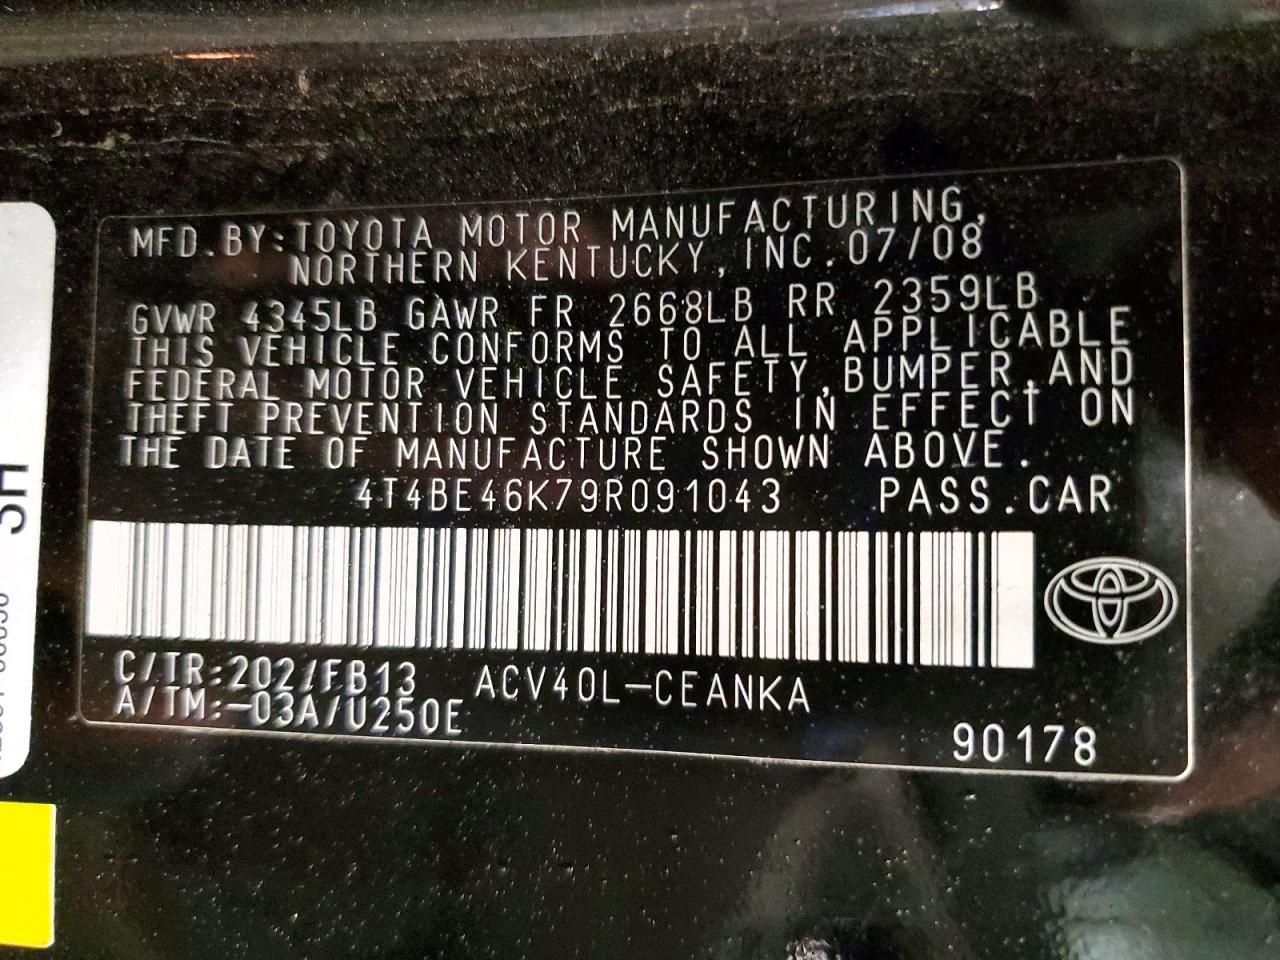 MFD.BY:TOYOTA MOTOR MANUFACTURING,
NORTHERN KENTUCKY, INC. 07/08
GVWR 4345LB GAWR FR 2668LB RR 2359LB
THIS VEHICLE CONFORMS TO ALL APPLICABLE
FEDERAL MOTOR VEHICLE SAFETY, BUMPER, AND
THEFT PREVENTION STANDARDS IN EFFECT ON
THE DATE OF MANUFACTURE SHOWN ABOVE.
4T4BE46K79R091043 PASS.CAR
C/TR:202/FB13 ACV40L-CEANKA
A/TM:-03A/U250E
90178